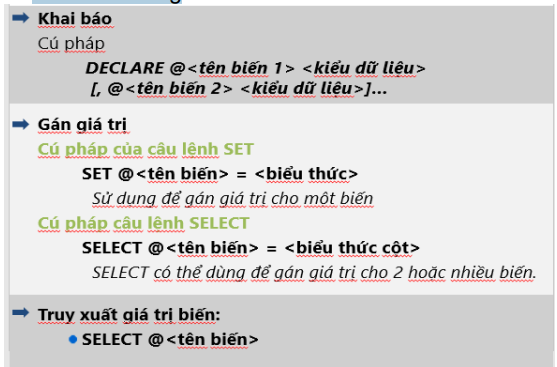 Khai báo
Cú pháp
DECLARE @<tên biến 1> <kiểu dữ liệu>
[, @<tên biến 2> <kiểu dữ liệu>]...
Gán giá trị
Cú pháp của câu lệnh SET
SET @<tên biến> = <biểu thức>
Sử dụng để gán giá trị cho một biến
Cú pháp câu lệnh SELECT
SELECT @<tên biến> = <biểu thức cột>
SELECT có thể dùng để gán giá trị cho 2 hoặc nhiều biến.
Truy xuất giá trị biến:
SELECT @<tên biến>